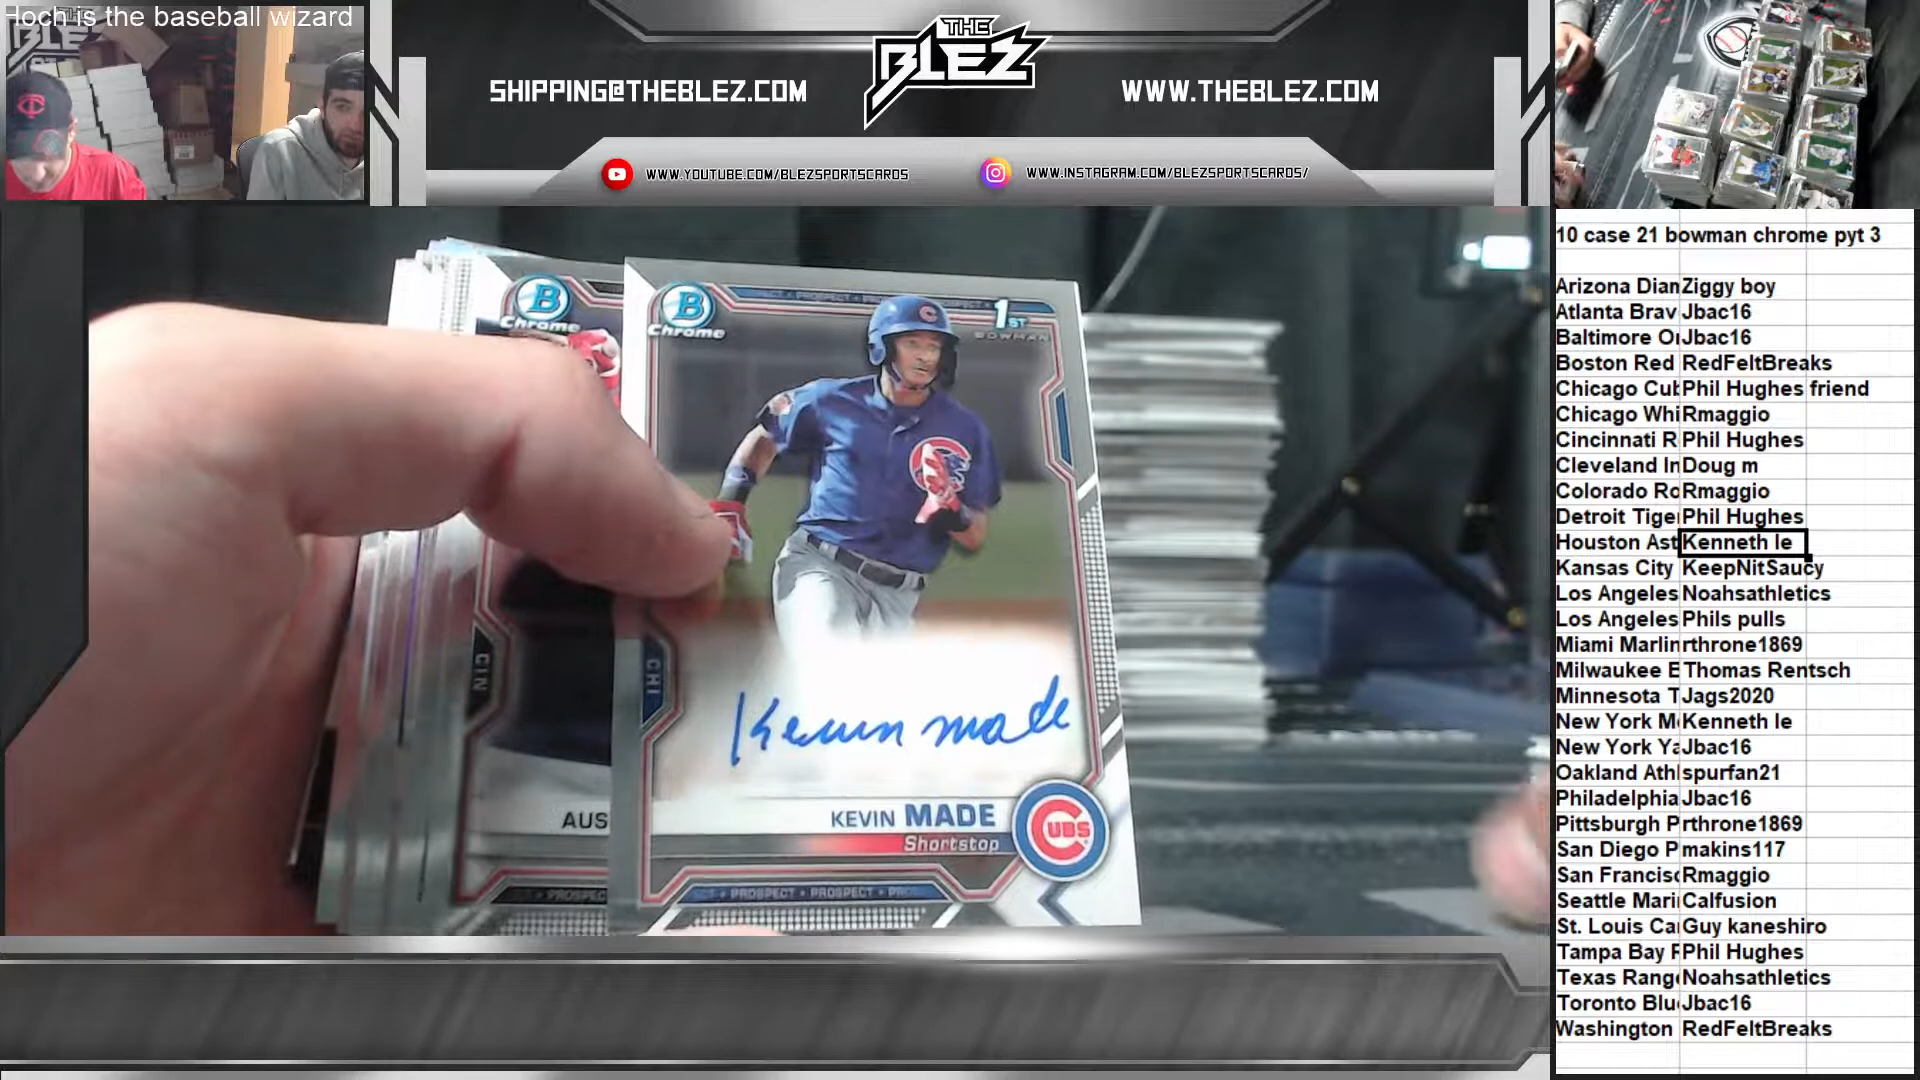 Hoch is the baseball wizard
THE
BLEZ
SHIPPING@THEBLEZ.COM
WWW.THEBLEZ.COM
WWW.YOUTUBE.COM/BLEZSPORTSCARDS
WWW.INSTAGRAM.COM/BLEZSPORTSCARDS/
10 case 21 bowman chrome pyt 3
Arizona Dian Ziggy boy
Atlanta Brav Jbac16
Baltimore O Jbac16
Boston Red RedFeltBreaks
Chicago Cub Phil Hughes friend
Chicago Whi Rmaggio
Cincinnati R Phil Hughes
Cleveland In Doug m
Colorado Ro Rmaggio
Detroit Tige Phil Hughes
Houston Ast Kenneth le
Kansas City KeepNitSaucy
Los Angeles Noahsathletics
Los Angeles Phils pulls
Miami Marlin rthrone1869
Milwaukee B Thomas Rentsch
Minnesota T Jags2020
New York M Kenneth le
New York Ya Jbac16
Oakland Ath spurfan21
Philadelphia Jbac16
Pittsburgh P rthrone1869
San Diego P makins117
San Francisc Rmaggio
Seattle Mari Calfusion
St. Louis Ca Guy kaneshiro
Tampa Bay R Phil Hughes
Texas Range Noahsathletics
Toronto Blu Jbac16
Washington RedFeltBreaks
B
Chrome
B
Chrome
1ST
BOWMAN
CIN
CHI
Kevin made
AUS
KEVIN MADE
Shortstop
CUBS
PROSPECT • PROSPECT